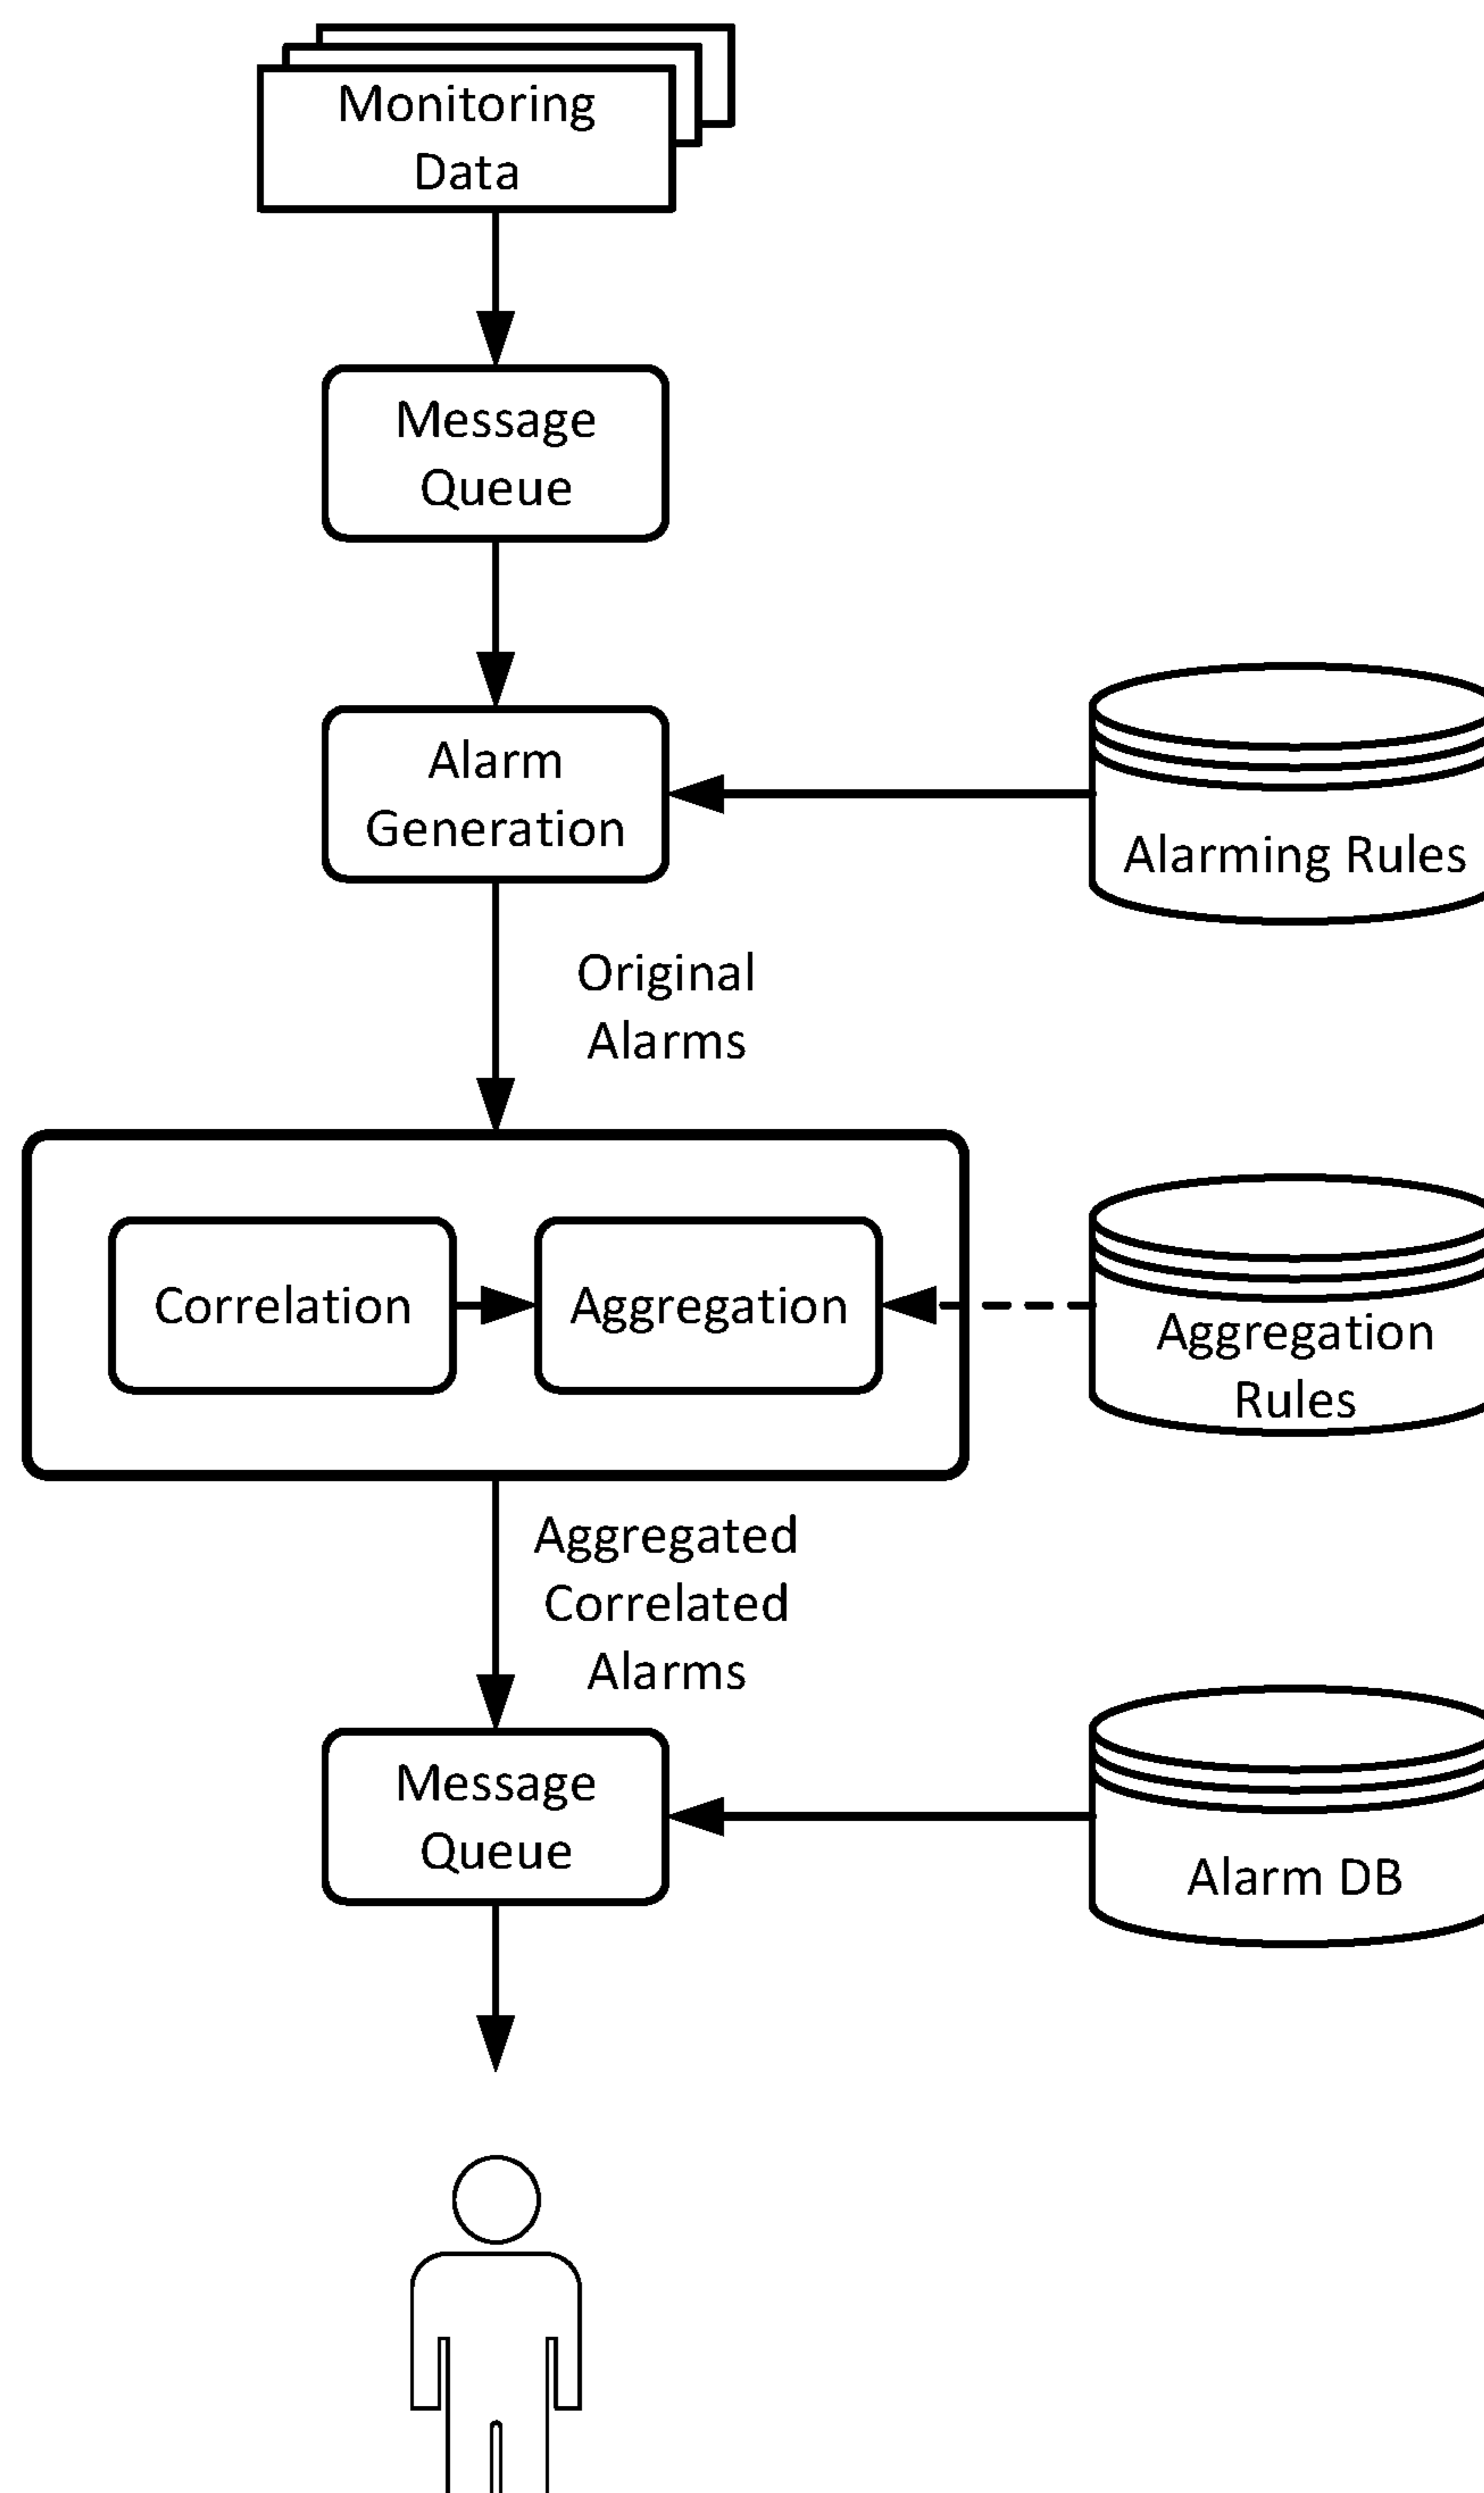 Monitoring
Data
Message
Queue
Alarm
Generation
Alarming Rules
Original
Alarms
Correlation
Aggregation
Aggregation
Rules
Aggregated
Correlated
Alarms
Message
Queue
Alarm DB